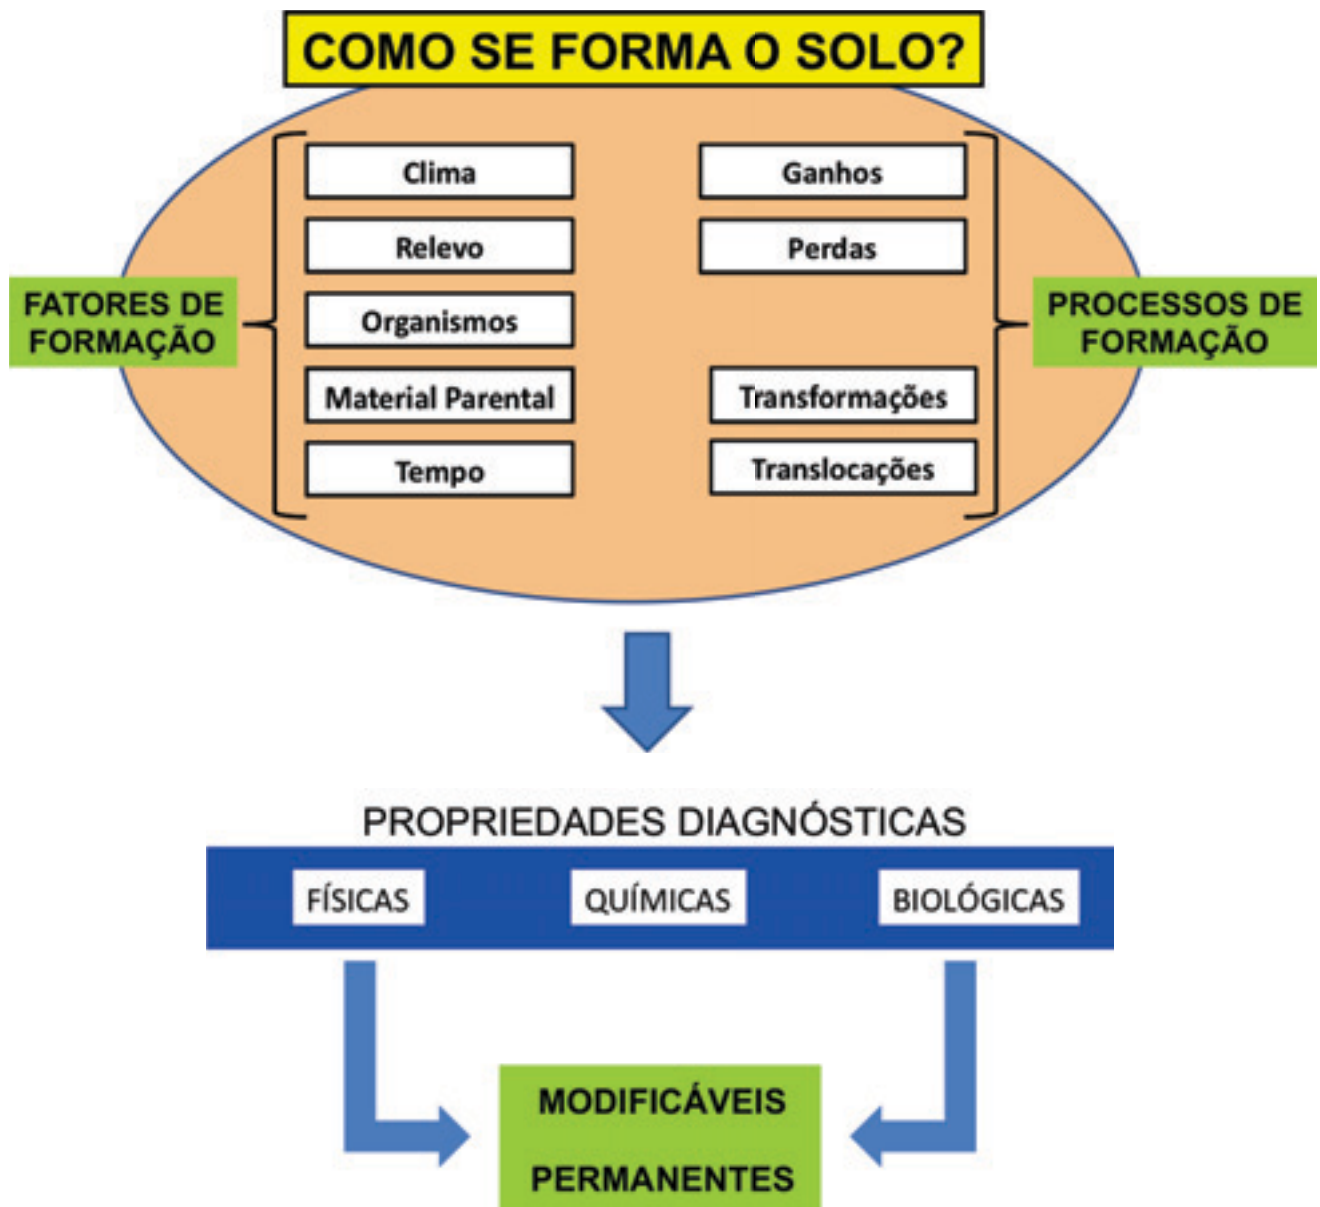 COMO SE FORMA O SOLO?
FATORES DE
FORMAÇÃO
Clima
Relevo
Organismos
Material Parental
Tempo
Ganhos
Perdas
Transformações
Translocações
PROCESSOS DE
FORMAÇÃO
PROPRIEDADES DIAGNÓSTICAS
FÍSICAS
QUÍMICAS
BIOLÓGICAS
MODIFICÁVEIS
PERMANENTES